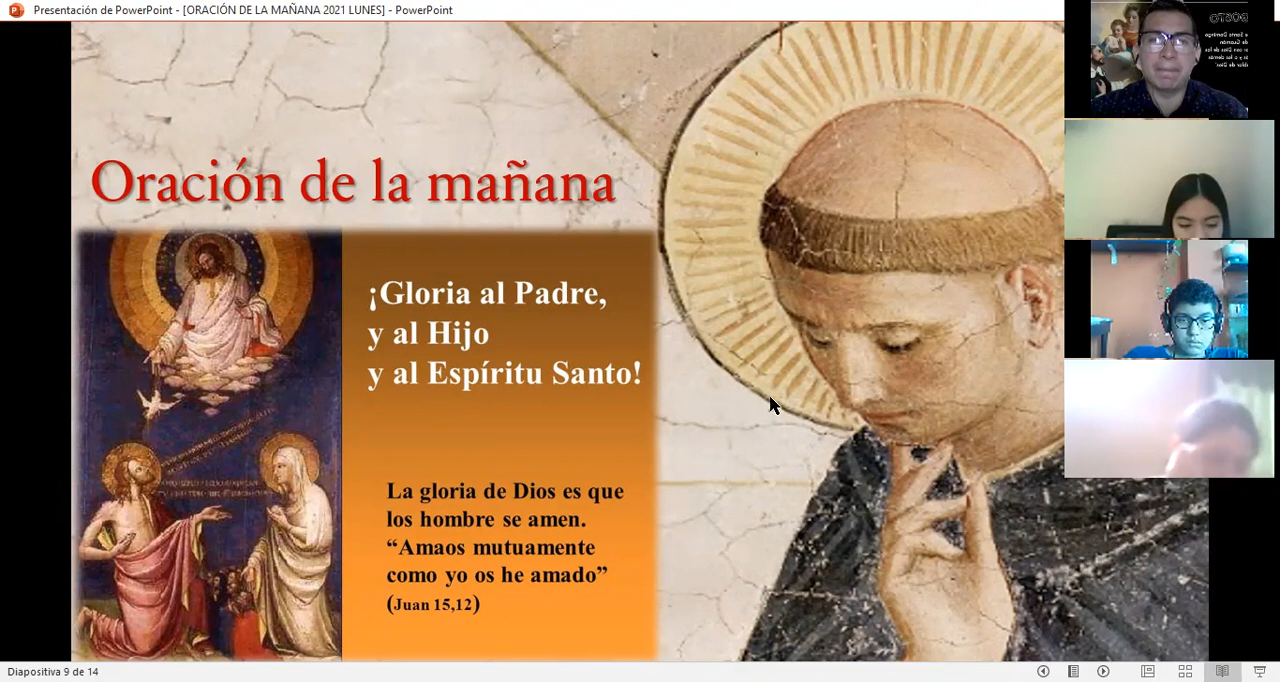 Presentación de PowerPoint - [ORACIÓN DE LA MAÑANA 2021 LUNES] - PowerPoint
Oración de la mañana
¡Gloria al Padre,
y al Hijo
y al Espíritu Santo!
La gloria de Dios es que
los hombre se amen.
“Amaos mutuamente
como yo os he amado”
(Juan 15,12)
Diapositiva 9 de 14